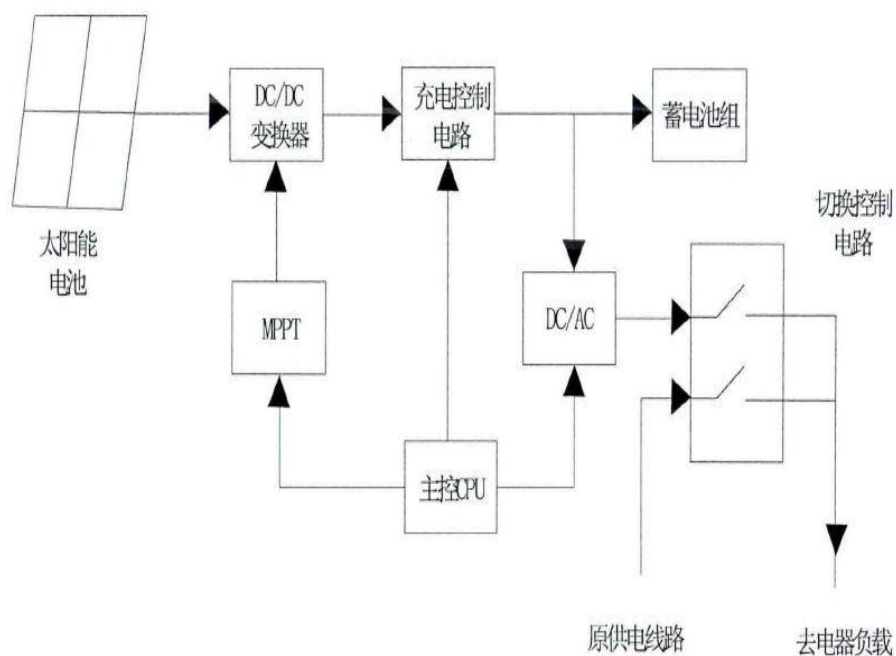 DC/DC
变换器
充电控制
电路
蓄电池组
切换控制
电路
太阳能
电池
MPPT
DC/AC
主控CPU
原供电线路
去电器负载